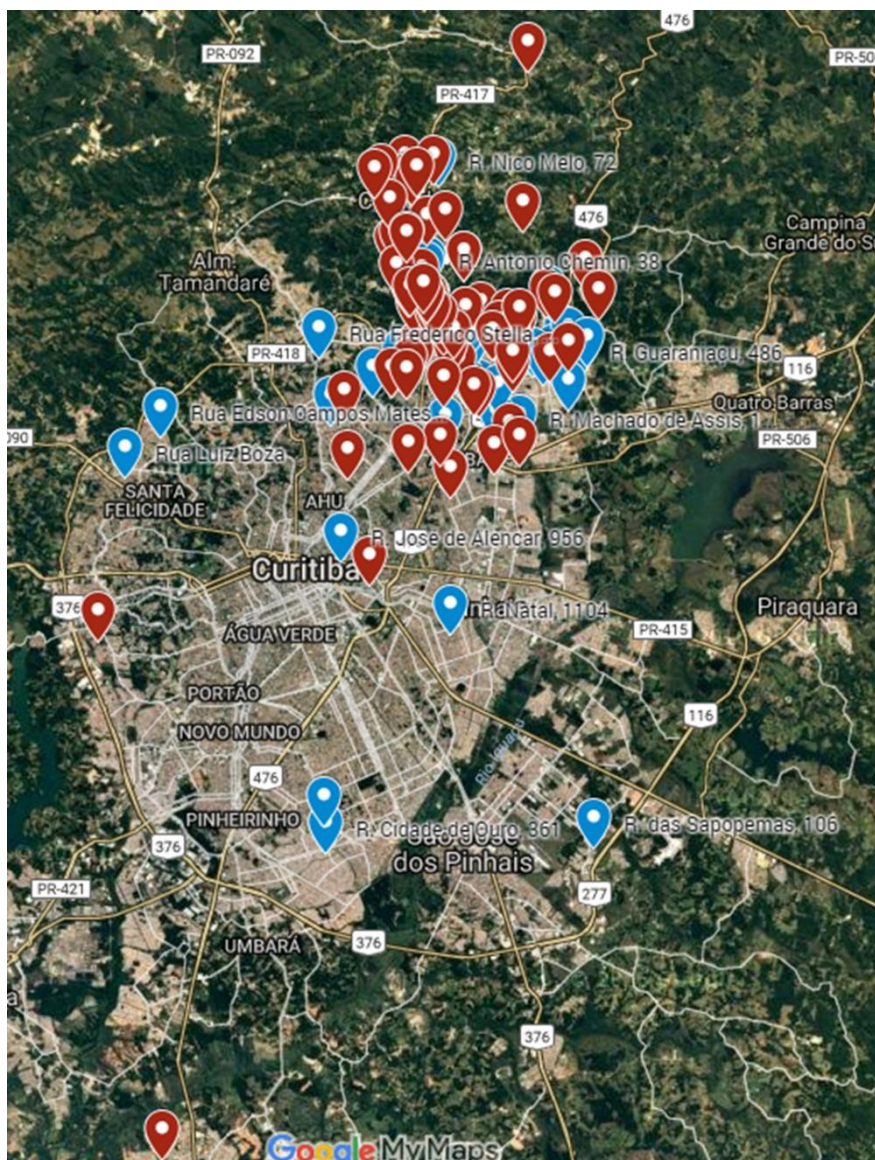 476
PR-092
PR-417
R. Nico Melo, 72
476
Campina
Grande do
Alm.
Tamandaré
R. Antonio Chemin, 38
Rua Frederico Stella
PR-418
R. Guaraniaçu, 486
116
Quatro Barras
Rua Edson Campos Mates
R. Machado de Assis, 1
PR-506
090
Rua Luiz Boza
SANTA
FELICIDADE
AHU
R. José de Alencar, 956
Curitiba
376
R. Natal, 1104
Piraquara
ÁGUA VERDE
PR-415
PORTÃO
116
NOVO MUNDO
476
PINHEIRINHO
R. Cidade de Ouro, 361
R. das Sapopemas, 106
dos Pinhais
376
PR-421
277
UMBARÁ
376
376
Google My Maps